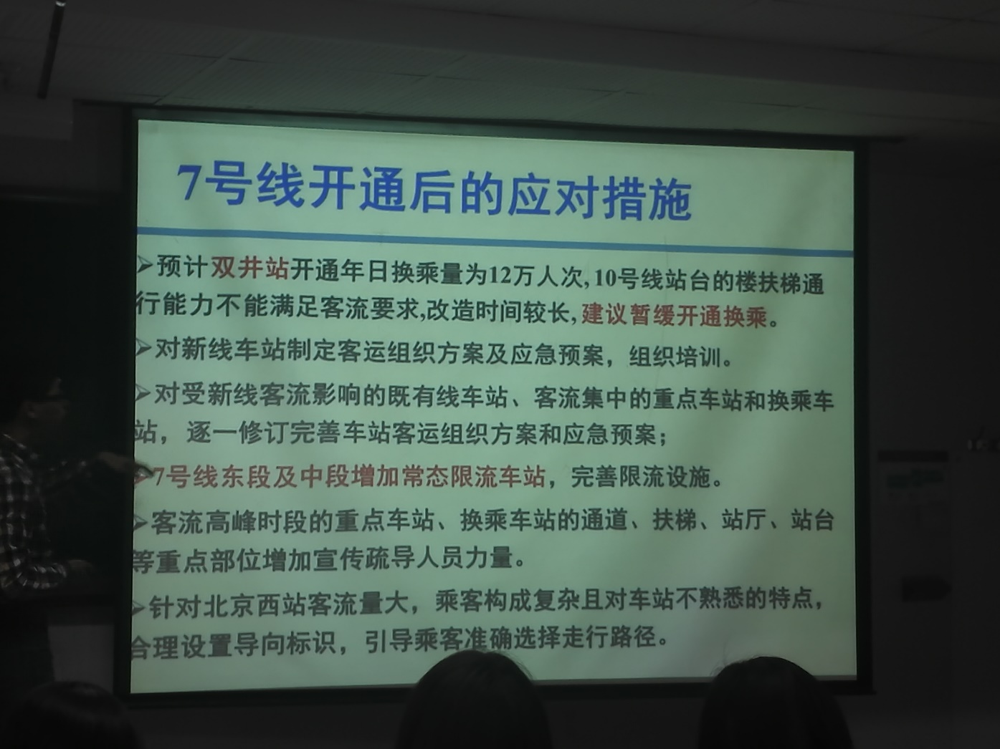 7号线开通后的应对措施
➢预计双井站开通年日换乘量为12万人次,10号线站台的楼扶梯通
行能力不能满足客流要求,改造时间较长,建议暂缓开通换乘。
➢对新线车站制定客运组织方案及应急预案，组织培训。
➢对受新线客流影响的既有线车站、客流集中的重点车站和换乘车
站，逐一修订完善车站客运组织方案和应急预案；
➢7号线东段及中段增加常态限流车站，完善限流设施。
➢客流高峰时段的重点车站、换乘车站的通道、扶梯、站厅、站台
等重点部位增加宣传疏导人员力量。
➢针对北京西站客流量大，乘客构成复杂且对车站不熟悉的特点，
合理设置导向标识，引导乘客准确选择走行路径。